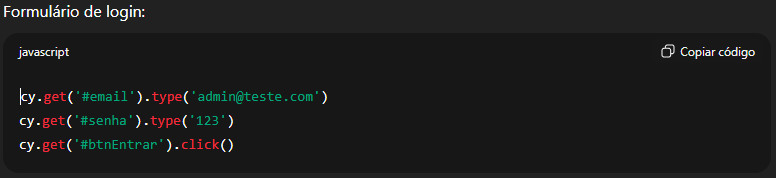 Formulário de login:
javascript
Copiar código
cy.get('#email').type('admin@teste.com')
cy.get('#senha').type('123')
cy.get('#btnEntrar').click()